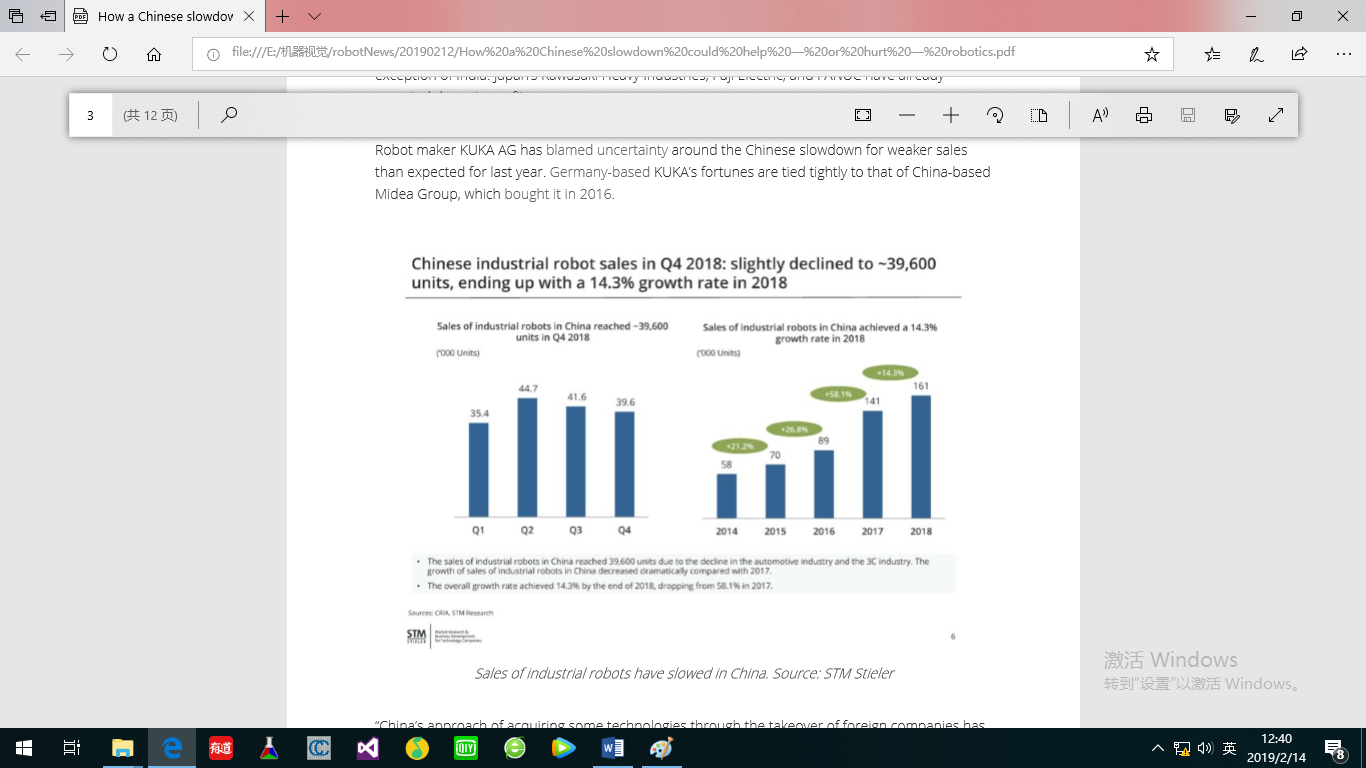 How a Chinese slowdow
file:///E:/机器视觉/robotNews/20190212/How%20a%20Chinese%20slowdown%20could%20help%20—%20or%20hurt%20—%20robotics.pdf
3 (共 12 页)
Robot maker KUKA AG has blamed uncertainty around the Chinese slowdown for weaker sales
than expected for last year. Germany-based KUKA's fortunes are tied tightly to that of China-based
Midea Group, which bought it in 2016.
Chinese industrial robot sales in Q4 2018: slightly declined to ~39,600
units, ending up with a 14.3% growth rate in 2018
Sales of industrial robots in China reached ~39,600
units in Q4 2018
('000 Units)
35.4
44.7
41.6
39.6
Q1 Q2 Q3 Q4
Sales of industrial robots in China achieved a 14.3%
growth rate in 2018
('000 Units)
+21.2%
+26.8%
+58.1%
+14.3%
58
70
89
141
161
2014 2015 2016 2017 2018
• The sales of industrial robots in China reached 39,600 units due to the decline in the automotive industry and the 3C industry. The
growth of sales of industrial robots in China decreased dramatically compared with 2017.
• The overall growth rate achieved 14.3% by the end of 2018, dropping from 58.1% in 2017.
Sources: CRIA, STM Research
STM
STIELER
Market Research &
Business Development
for Technology Companies
6
Sales of industrial robots have slowed in China. Source: STM Stieler
"China's approach of acquiring some technologies through the takeover of foreign companies has
激活 Windows
转到"设置"以激活 Windows。
有道
QIY
英
12:40
2019/2/14
8